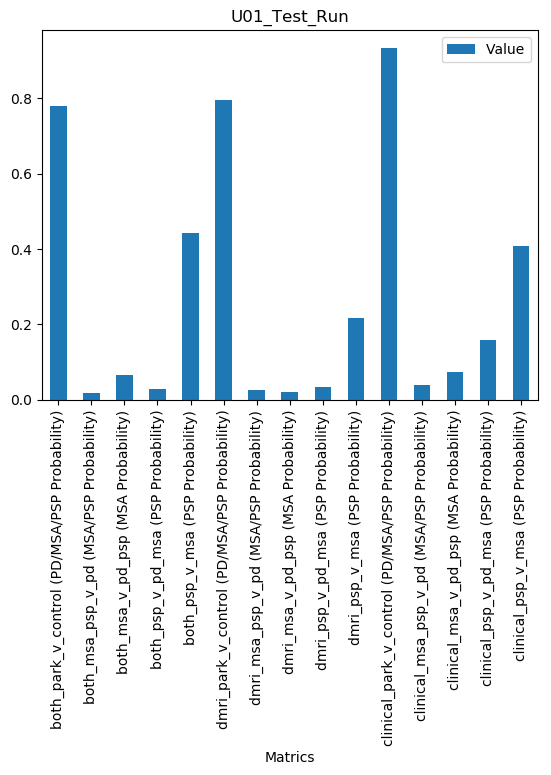 U01_Test_Run
Value
0.8
0.6
0.4
0.2
0.0
both_park_v_control (PD/MSA/PSP Probability)
both_msa_psp_v_pd (MSA/PSP Probability)
both_msa_v_pd_psp (MSA Probability)
both_psp_v_pd_msa (PSP Probability)
both_psp_v_msa (PSP Probability)
dmri_park_v_control (PD/MSA/PSP Probability)
dmri_msa_psp_v_pd (MSA/PSP Probability)
dmri_msa_v_pd_psp (MSA Probability)
dmri_psp_v_pd_msa (PSP Probability)
dmri_psp_v_msa (PSP Probability)
clinical_park_v_control (PD/MSA/PSP Probability)
clinical_msa_psp_v_pd (MSA/PSP Probability)
clinical_msa_v_pd_psp (MSA Probability)
clinical_psp_v_pd_msa (PSP Probability)
clinical_psp_v_msa (PSP Probability)
Matrics